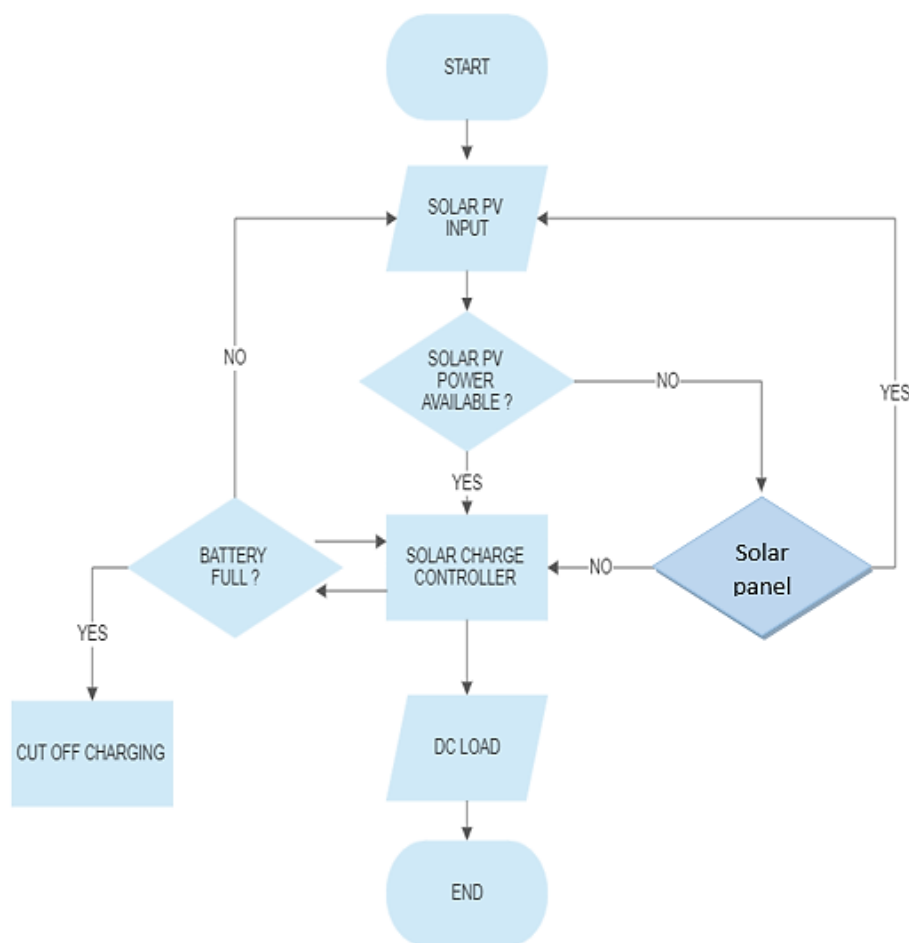 START
SOLAR PV
INPUT
NO
SOLAR PV
POWER
AVAILABLE ?
NO
YES
YES
BATTERY
FULL ?
SOLAR CHARGE
CONTROLLER
NO
Solar
panel
YES
CUT OFF CHARGING
DC LOAD
END